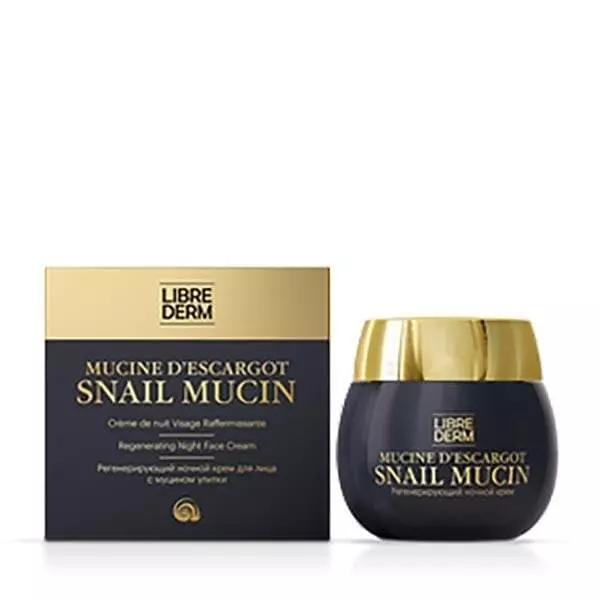 LIBRE
DERM
MUCINE D'ESCARGOT
SNAIL MUCIN
Crème de nuit Visage Raffermissante
Regenerating Night Face Cream
Регенерирующий ночной крем для лица
с муцином улитки
LIBRE
DERM
MUCINE D'ESCARGOT
SNAIL MUCIN
Регенерирующий ночной крем